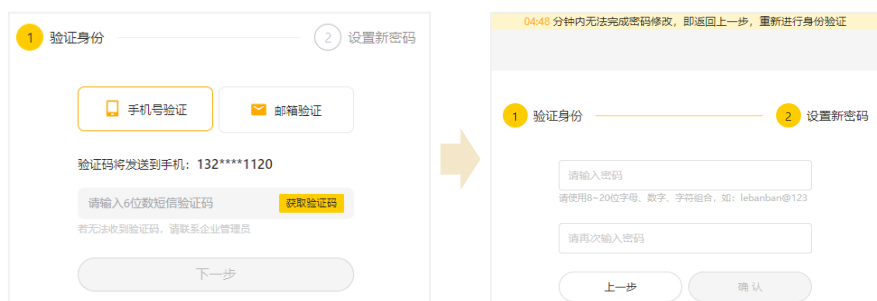 1 验证身份
2 设置新密码
手机号验证
邮箱验证
验证码将发送到手机：132****1120
请输入6位数短信验证码
获取验证码
若无法收到验证码，请联系企业管理员
下一步
04:48 分钟内无法完成密码修改，即返回上一步，重新进行身份验证
1 验证身份
2 设置新密码
请输入密码
请使用8~20位字母、数字、字符组合，如：lebanban@123
请再次输入密码
上一步
确 认